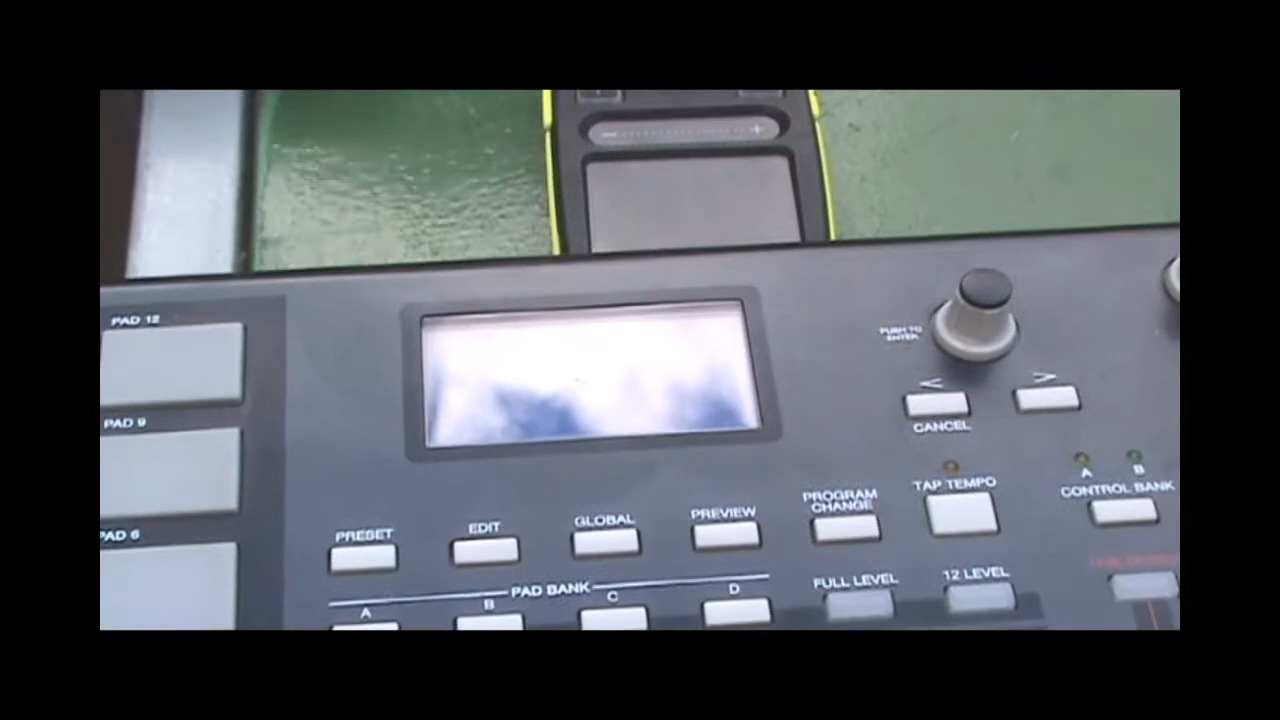 PAD 12
PUSH TO
ENTER
< >
CANCEL
PAD 9
TAP TEMPO
A B
CONTROL BANK
PROGRAM
CHANGE
PREVIEW
GLOBAL
EDIT
PRESET
PAD 6
12 LEVEL
FULL LEVEL
PAD BANK
A B C D